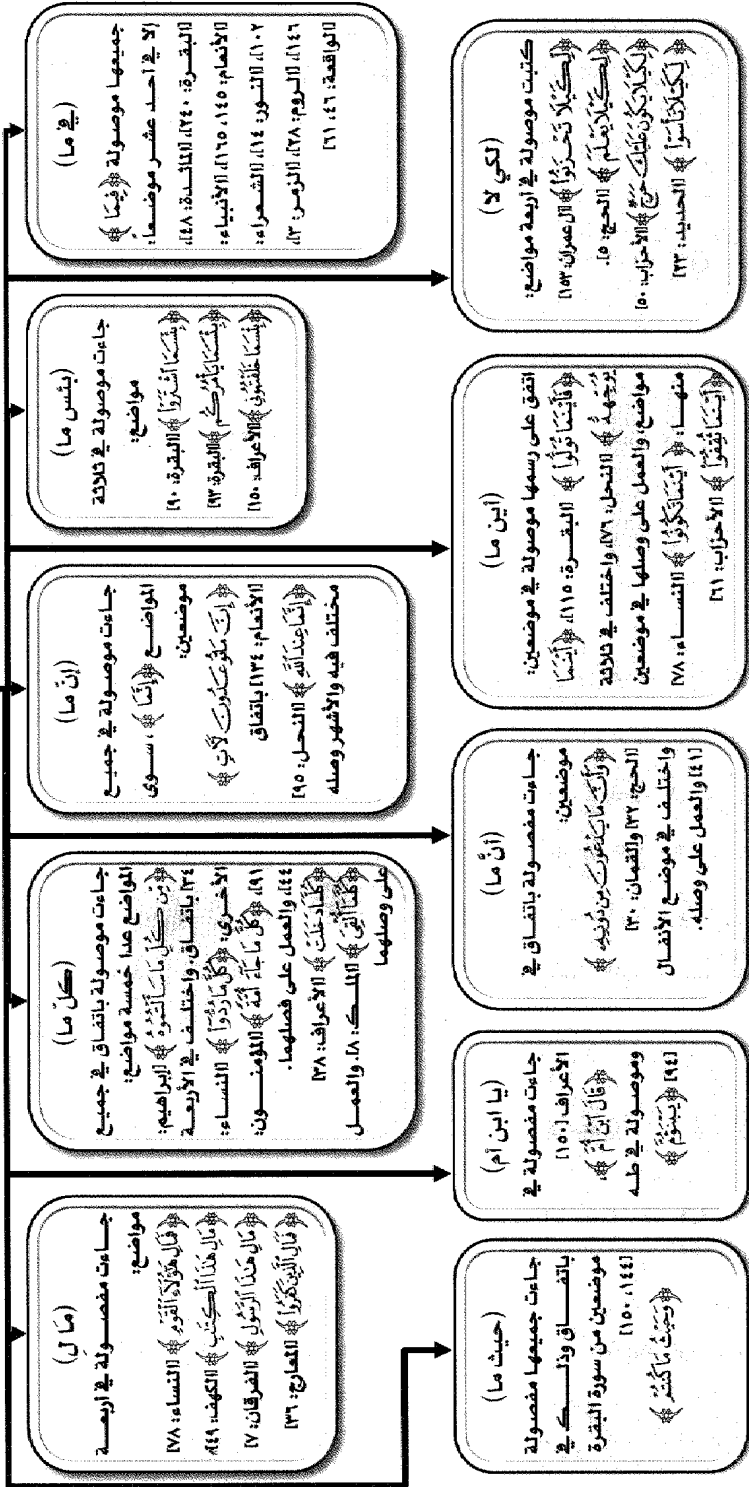 (في ما)
جميعها موصولة ﴿فِيمَا﴾
إلا في أحد عشر موضعاً:
[البقرة: ٢٤٠]، [المائدة: ٤٨]،
[الأنعام: ١٤٥، ١٦٥]، [الأنبياء:
١٠٢]، [النور: ١٤]، [الشعراء:
١٤٦]، [الروم: ٢٨]، [الزمر: ٣]،
[الواقعة: ٤٦، ٦١]
(بئس ما)
جاءت موصولة في ثلاثة
مواضع:
﴿بِئْسَمَا اشْتَرَوْا﴾ [البقرة: ٩٠]
﴿بِئْسَمَا يَأْمُرُكُمْ﴾ [البقرة: ٩٣]
﴿بِئْسَمَا خَلَفْتُمُونِي﴾ [الأعراف: ١٥٠]
(إنّ ما)
جاءت موصولة في جميع
المواضع ﴿إِنَّمَا﴾، سوى
موضعين:
﴿إِنَّ مَا تُوعَدُونَ لَآتٍ﴾
[الأنعام: ١٣٤] باتفاق
﴿إِنَّمَا عِندَ اللَّهِ﴾ [النحل: ٩٥]
مختلف فيه والأشهر وصله
(كلّ ما)
جاءت موصولة باتفاق في جميع
المواضع عدا خمسة مواضع:
﴿مِّن كُلِّ مَا سَأَلْتُمُوهُ﴾ [إبراهيم:
٣٤] باتفاق، واختلف في الأربعة
الأخرى: ﴿كُلَّ مَا رُدُّوا﴾ [النساء:
٩١]، ﴿كُلَّ مَا جَاءَ أُمَّةً﴾ [المؤمنون:
٤٤]، والعمل على فصلهما.
﴿كُلَّمَا دَخَلَتْ﴾ [الأعراف: ٣٨]
﴿كُلَّمَا أُلْقِيَ﴾ [الملك: ٨]، والعمل
على وصلهما
(مَا لِ)
جاءت مفصولة في أربعة
مواضع:
﴿فَمَالِ هَؤُلَاءِ الْقَوْمِ﴾ [النساء: ٧٨]
﴿مَالِ هَذَا الْكِتَابِ﴾ [الكهف: ٤٩]
﴿مَالِ هَذَا الرَّسُولِ﴾ [الفرقان: ٧]
﴿فَمَالِ الَّذِينَ كَفَرُوا﴾ [المعارج: ٣٦]
(لكي لا)
كتبت موصولة في أربعة مواضع:
﴿لِكَيْلَا تَحْزَنُوا﴾ [آل عمران: ١٥٣]
﴿لِكَيْلَا يَعْلَمَ﴾ [الحج: ٥].
﴿لِكَيْلَا يَكُونَ عَلَيْكَ حَرَجٌ﴾ [الأحزاب: ٥٠]
﴿لِكَيْلَا تَأْسَوْا﴾ [الحديد: ٢٣]
(أين ما)
اتفق على رسمها موصولة في موضعين:
﴿فَأَيْنَمَا تُوَلُّوا﴾ [البقرة: ١١٥]، ﴿أَيْنَمَا
يُوَجِّههُّ﴾ [النحل: ٧٦]، واختلف في ثلاثة
مواضع، والعمل على وصلها في موضعين
منها: ﴿أَيْنَمَا تَكُونُوا﴾ [النساء: ٧٨]
﴿أَيْنَمَا ثُقِفُوا﴾ [الأحزاب: ٦١]
(أنّ ما)
جاءت مفصولة باتفاق في
موضعين:
﴿وَأَنَّ مَا يَدْعُونَ مِن دُونِهِ﴾
[الحج: ٦٢ ولقمان: ٣٠]
واختلف في موضع الأنفال
[٤١] والعمل على وصله.
(يا ابن أم)
جاءت مفصولة في
الأعراف [١٥٠]
﴿قَالَ ابْنَ أُمَّ﴾،
وموصولة في طه
[٩٤] ﴿يَبْنَؤُمَّ﴾
(حيث ما)
جاءت جميعها مفصولة
باتفاق وذلك في
موضعين من سورة البقرة
[١٤٤، ١٥٠]
﴿وَحَيْثُ مَا كُنتُمْ﴾